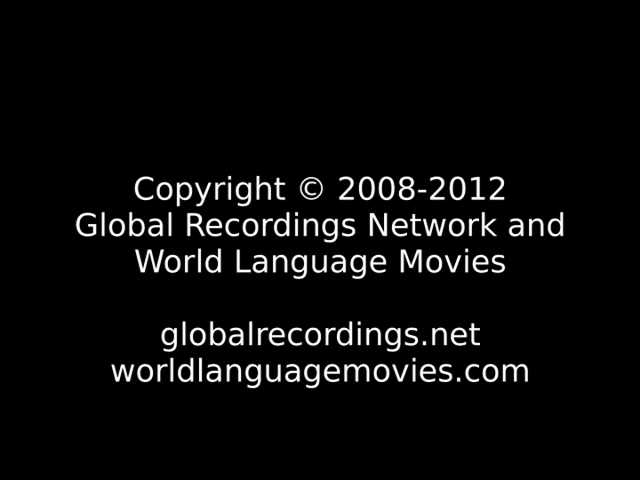 Copyright © 2008-2012
Global Recordings Network and
World Language Movies
globalrecordings.net
worldlanguagemovies.com